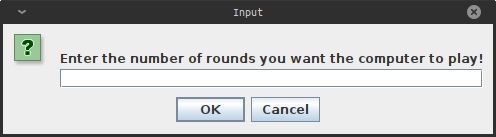 Input
?
Enter the number of rounds you want the computer to play!
OK Cancel